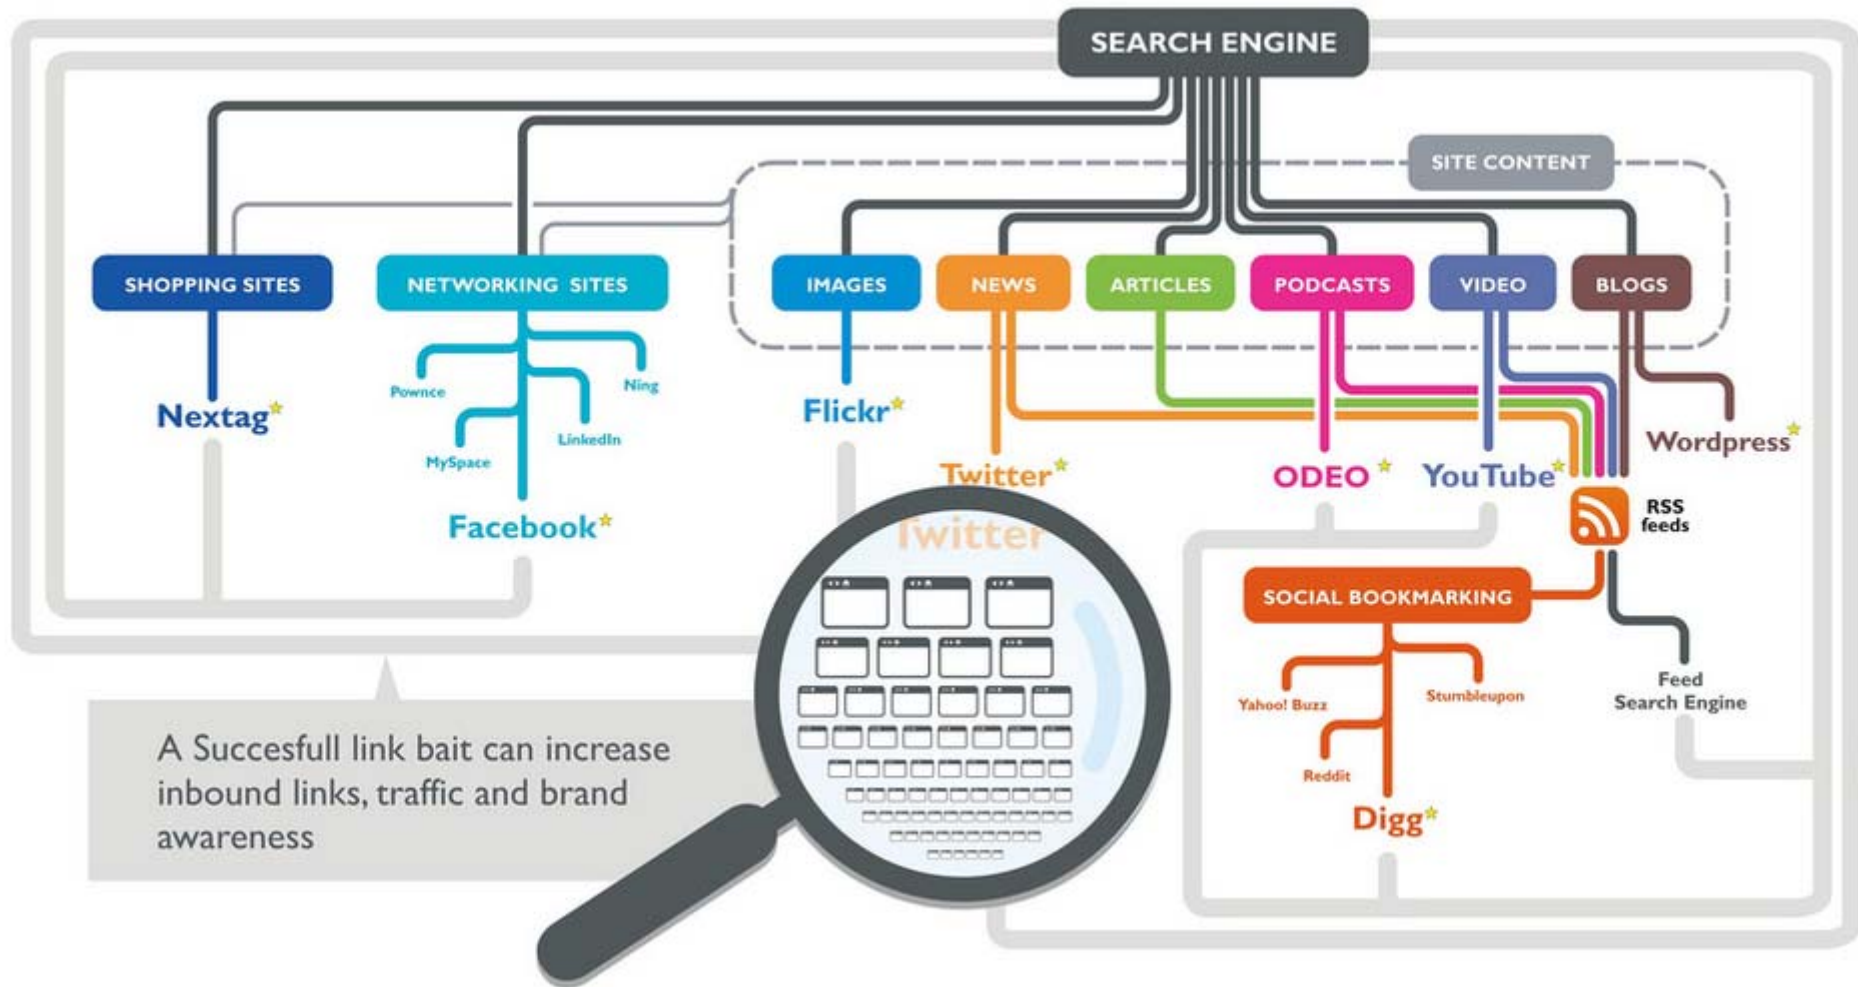 SEARCH ENGINE
SITE CONTENT
SHOPPING SITES
NETWORKING SITES
IMAGES
NEWS
ARTICLES
PODCASTS
VIDEO
BLOGS
Pownce
Ning
LinkedIn
MySpace
Nextag
Facebook
Flickr
Twitter
Twitter
ODEO
YouTube
Wordpress
RSS
feeds
SOCIAL BOOKMARKING
Yahoo! Buzz
Stumbleupon
Reddit
Digg
Feed
Search Engine
A Succesfull link bait can increase
inbound links, traffic and brand
awareness